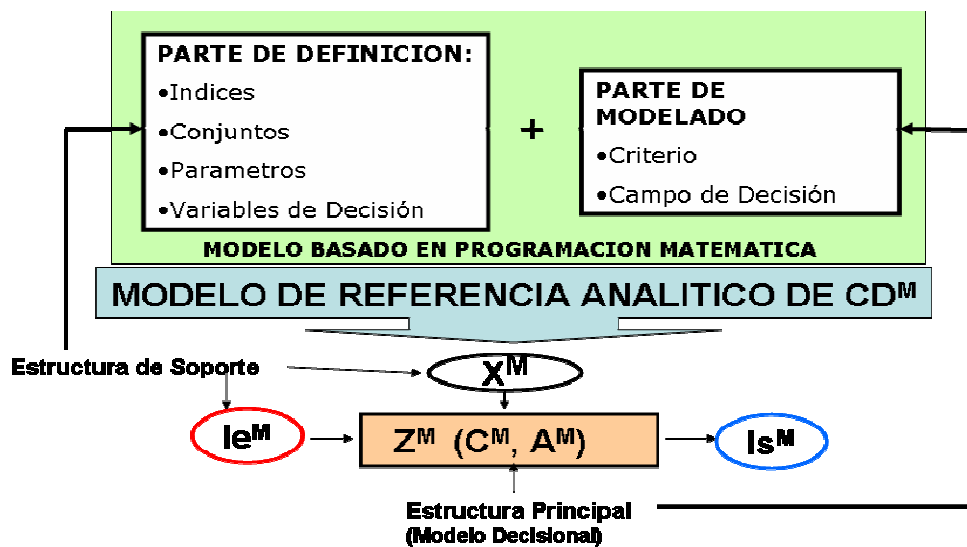 PARTE DE DEFINICION:
•Indices
•Conjuntos
•Parametros
•Variables de Decisión
+
PARTE DE
MODELADO
•Criterio
•Campo de Decisión
MODELO BASADO EN PROGRAMACION MATEMATICA
MODELO DE REFERENCIA ANALITICO DE CDᴹ
Estructura de Soporte
Xᴹ
Ieᴹ
Zᴹ (Cᴹ, Aᴹ)
Isᴹ
Estructura Principal
(Modelo Decisional)